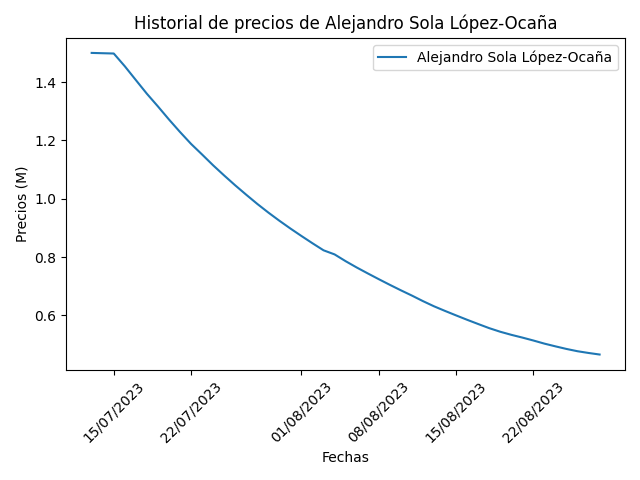 Historial de precios de Alejandro Sola López-Ocaña
Alejandro Sola López-Ocaña
Precios (M)
1.4
1.2
1.0
0.8
0.6
15/07/2023
22/07/2023
01/08/2023
08/08/2023
15/08/2023
22/08/2023
Fechas